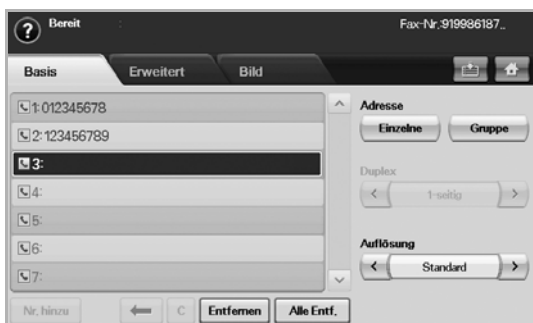 ? Bereit : Fax-Nr.:919986187..
Basis Erweitert Bild
1: 012345678
2: 123456789
3:
4:
5:
6:
7:
Adresse
Einzelne Gruppe
Duplex
< 1-seitig >
Auflösung
< Standard >
Nr. hinzu C Entfernen Alle Entf.